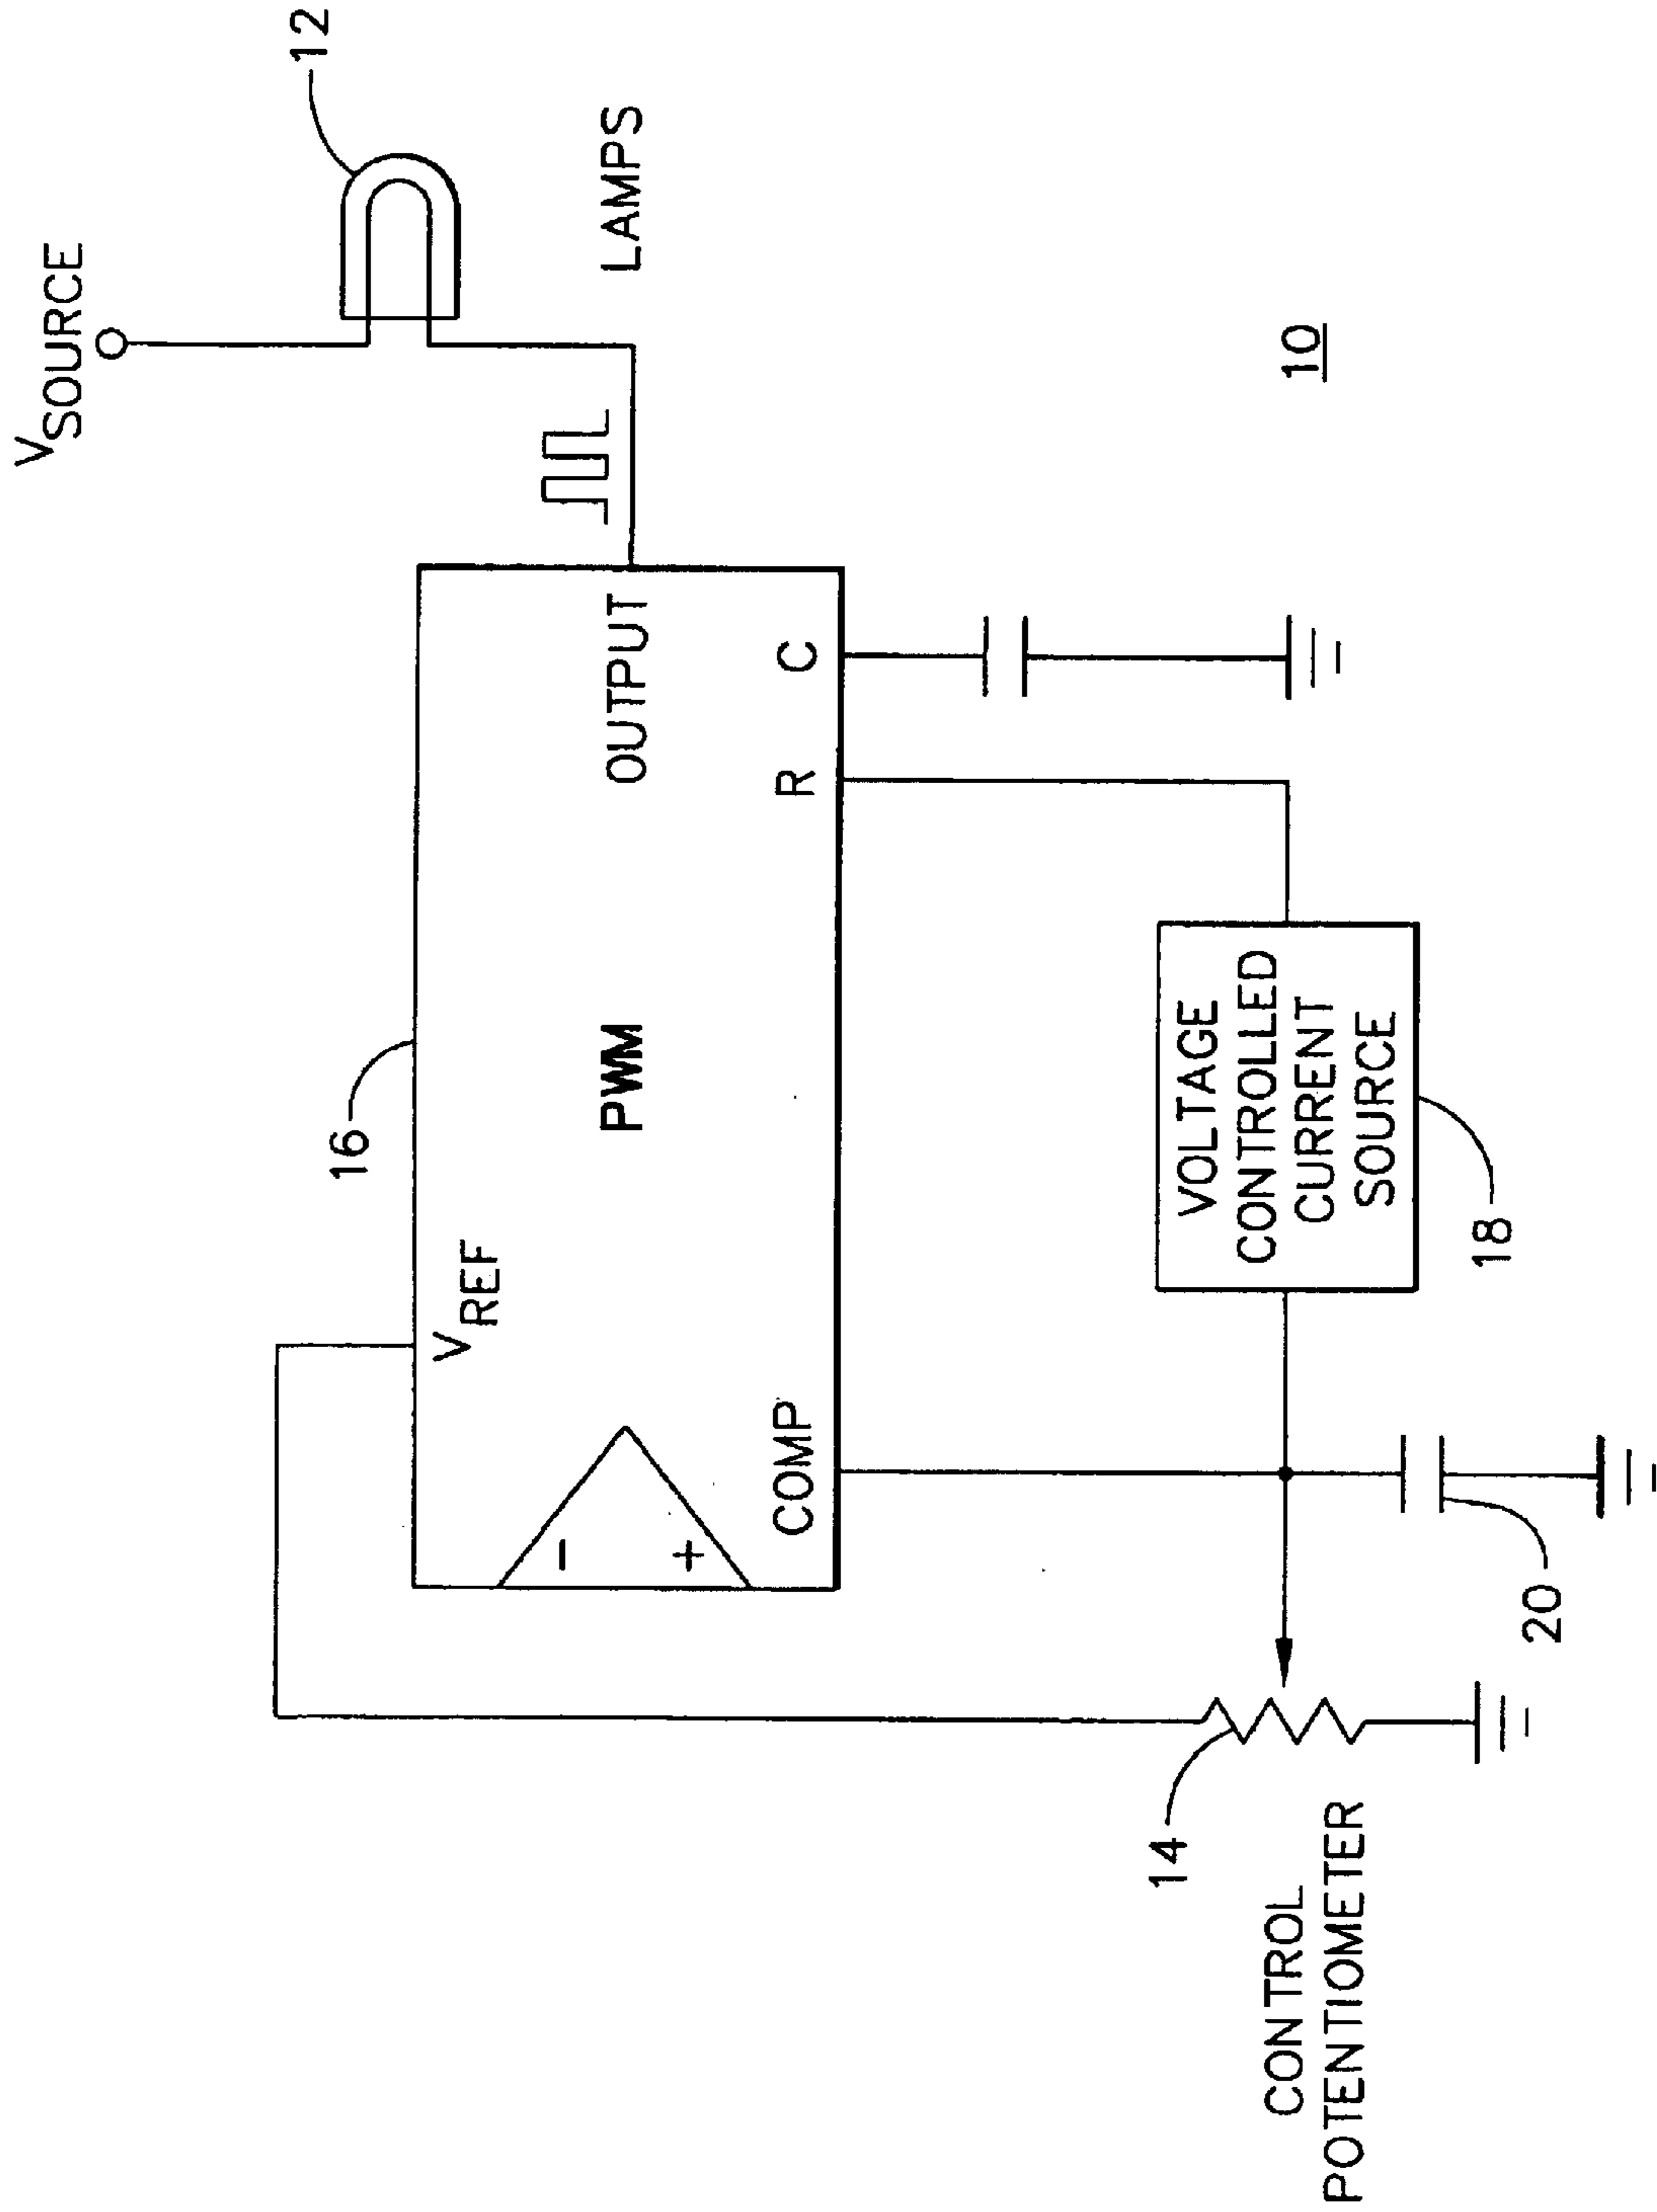 VSOURCE
12
LAMPS
16
VREF
PWM
OUTPUT
COMP
R
C
- 
+
10
14
CONTROL
POTENTIOMETER
VOLTAGE
CONTROLLED
CURRENT
SOURCE
18
20